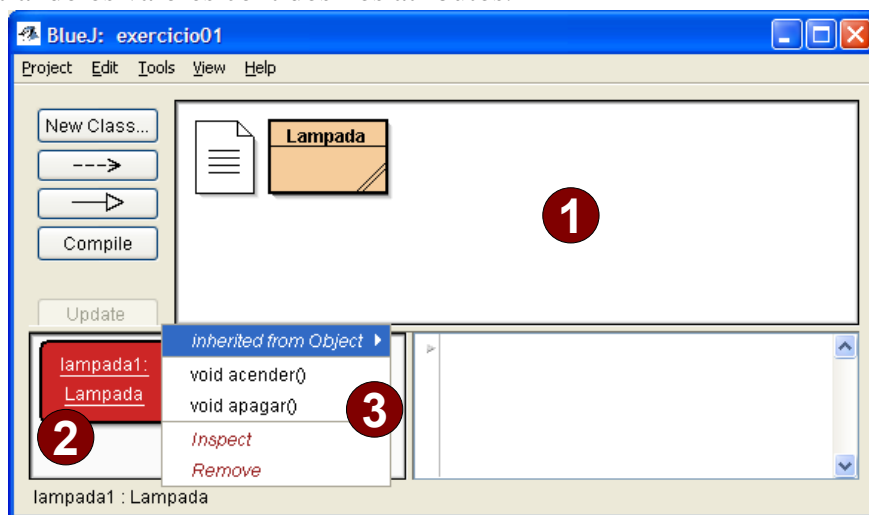 BlueJ: exercicio01
Project Edit Tools View Help
New Class...
Lampada
--->
Compile
1
Update
inherited from Object
lampada1:
Lampada
void acender()
void apagar()
3
2
Inspect
Remove
lampada1 : Lampada